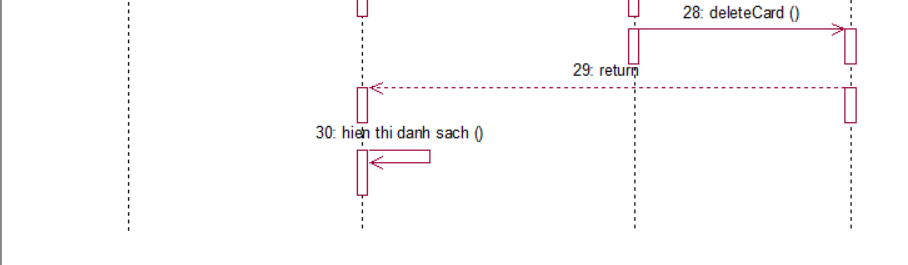 28: deleteCard ()
29: return
30: hien thi danh sach ()